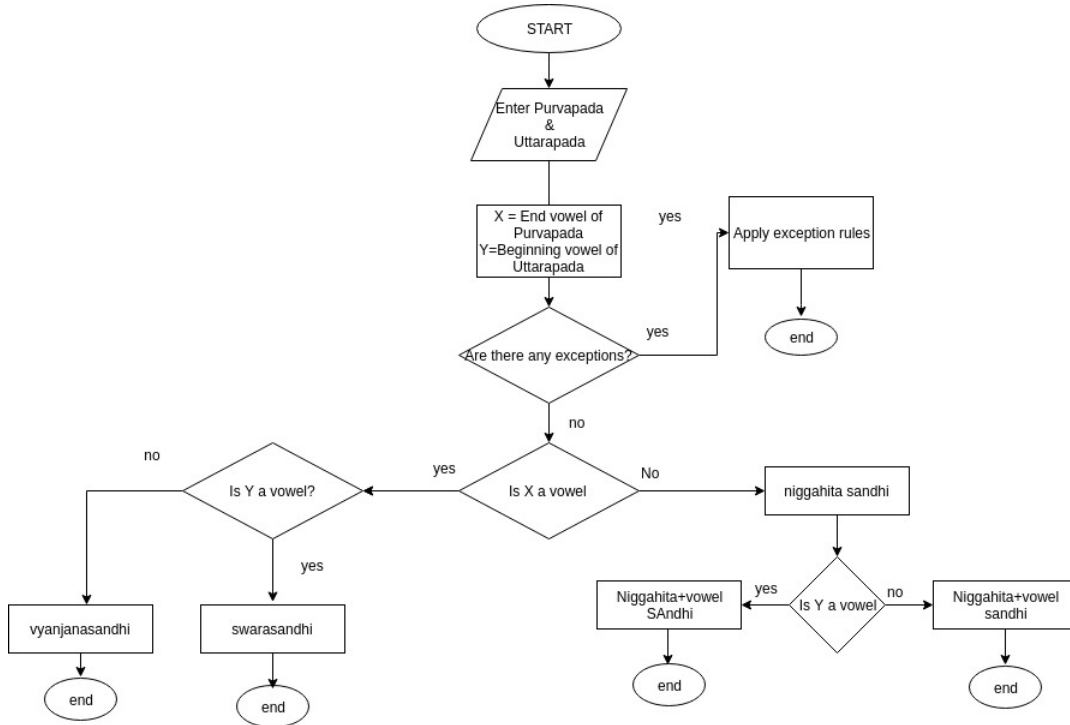 START
Enter Purvapada
&
Uttarapada
X = End vowel of
Purvapada
Y=Beginning vowel of
Uttarapada
yes
Apply exception rules
end
Are there any exceptions?
yes
no
Is X a vowel
yes
No
Is Y a vowel?
no
yes
vyanjanasandhi
end
swarasandhi
end
niggahita sandhi
Is Y a vowel
yes
no
Niggahita+vowel
SAndhi
end
Niggahita+vowel
sandhi
end